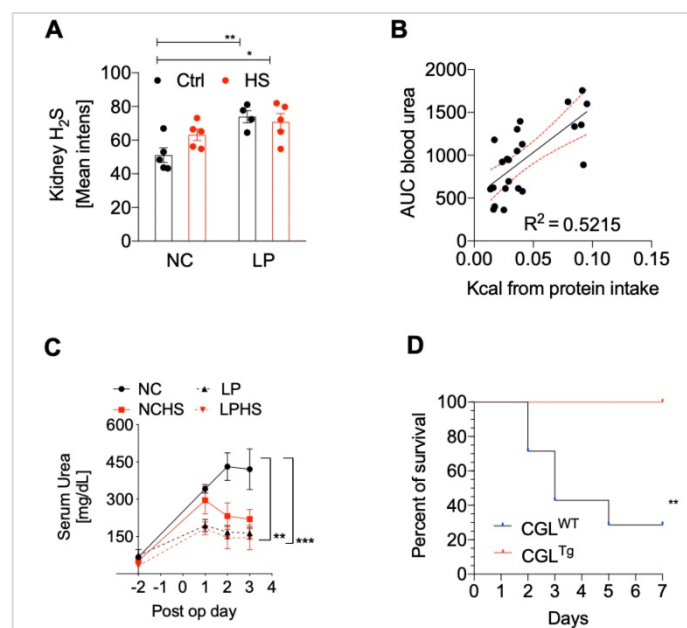 A
**
*
Ctrl HS
Kidney H2S
[Mean intens]
100
80
60
40
20
0
NC LP
B
AUC blood urea
2000
1500
1000
500
0
R2 = 0.5215
0.00 0.05 0.10 0.15
Kcal from protein intake
C
NC LP
NCHS LPHS
Serum Urea
[mg/dL]
450
300
150
** ***
-2 -1 0 1 2 3 4
Post op day
D
Percent of survival
100
80
60
40
20
0
**
CGLWT
CGLTg
0 1 2 3 4 5 6 7
Days